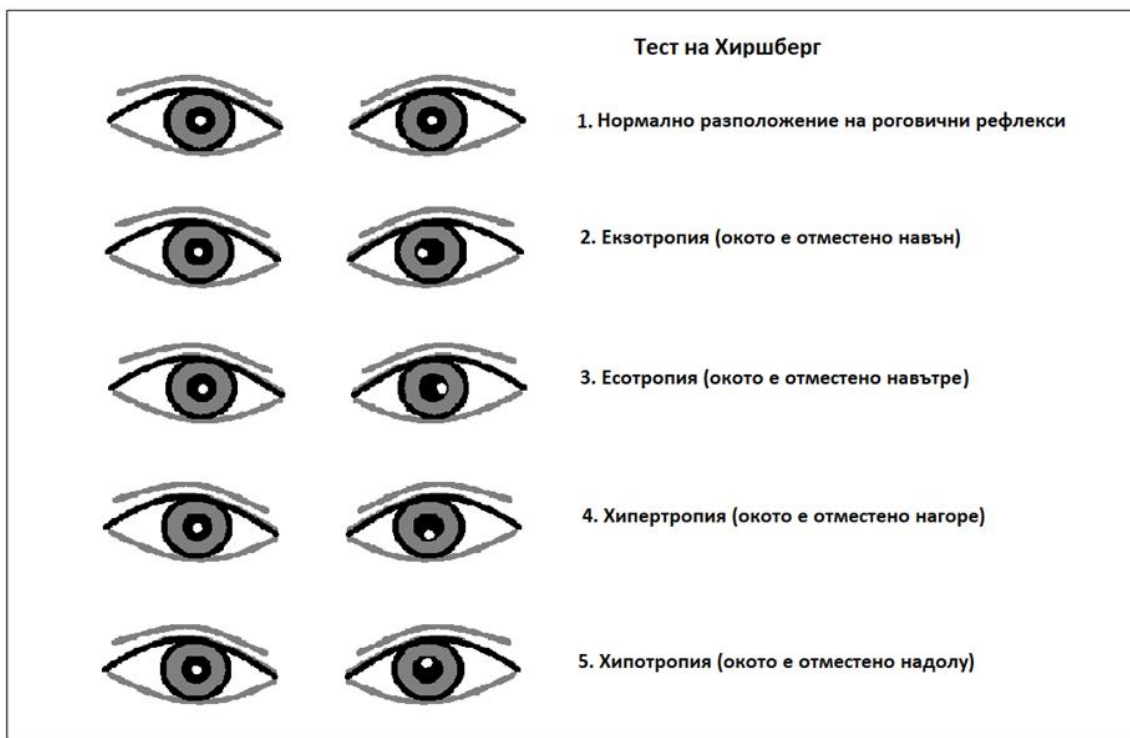 Тест на Хиршберг
1. Нормално разположение на роговични рефлекси
2. Екзотропия (окото е отместено навън)
3. Есотропия (окото е отместено навътре)
4. Хипертропия (окото е отместено нагоре)
5. Хипотропия (окото е отместено надолу)